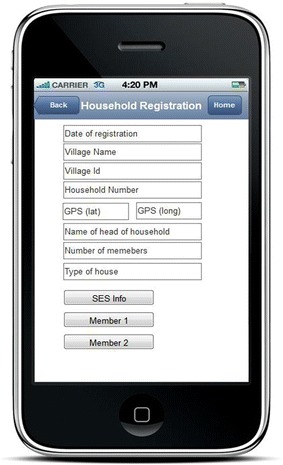 CARRIER 3G 4:20 PM
Back Household Registration Home
Date of registration
Village Name
Village Id
Household Number
GPS (lat) GPS (long)
Name of head of household
Number of memebers
Type of house
SES Info
Member 1
Member 2